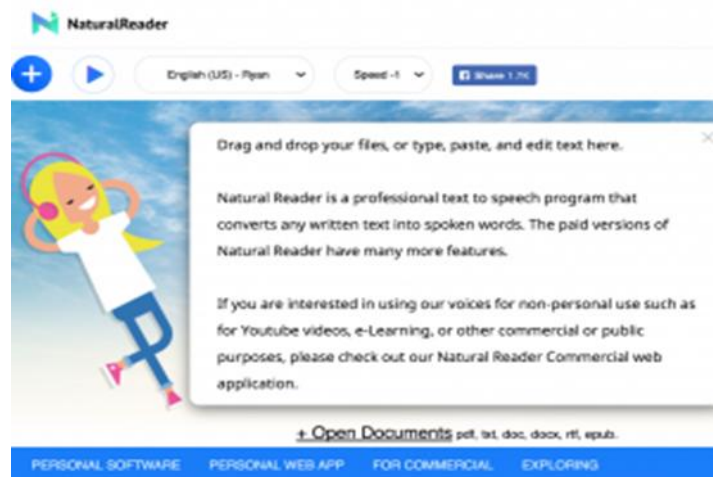 NaturalReader
English (US) - Ryan
Speed -1
Share 1.7K
Drag and drop your files, or type, paste, and edit text here.
Natural Reader is a professional text to speech program that
converts any written text into spoken words. The paid versions of
Natural Reader have many more features.
If you are interested in using our voices for non-personal use such as
for Youtube videos, e-Learning, or other commercial or public
purposes, please check out our Natural Reader Commercial web
application.
+ Open Documents pdf, txt, doc, docx, rtf, epub.
PERSONAL SOFTWARE PERSONAL WEB APP FOR COMMERCIAL EXPLORING